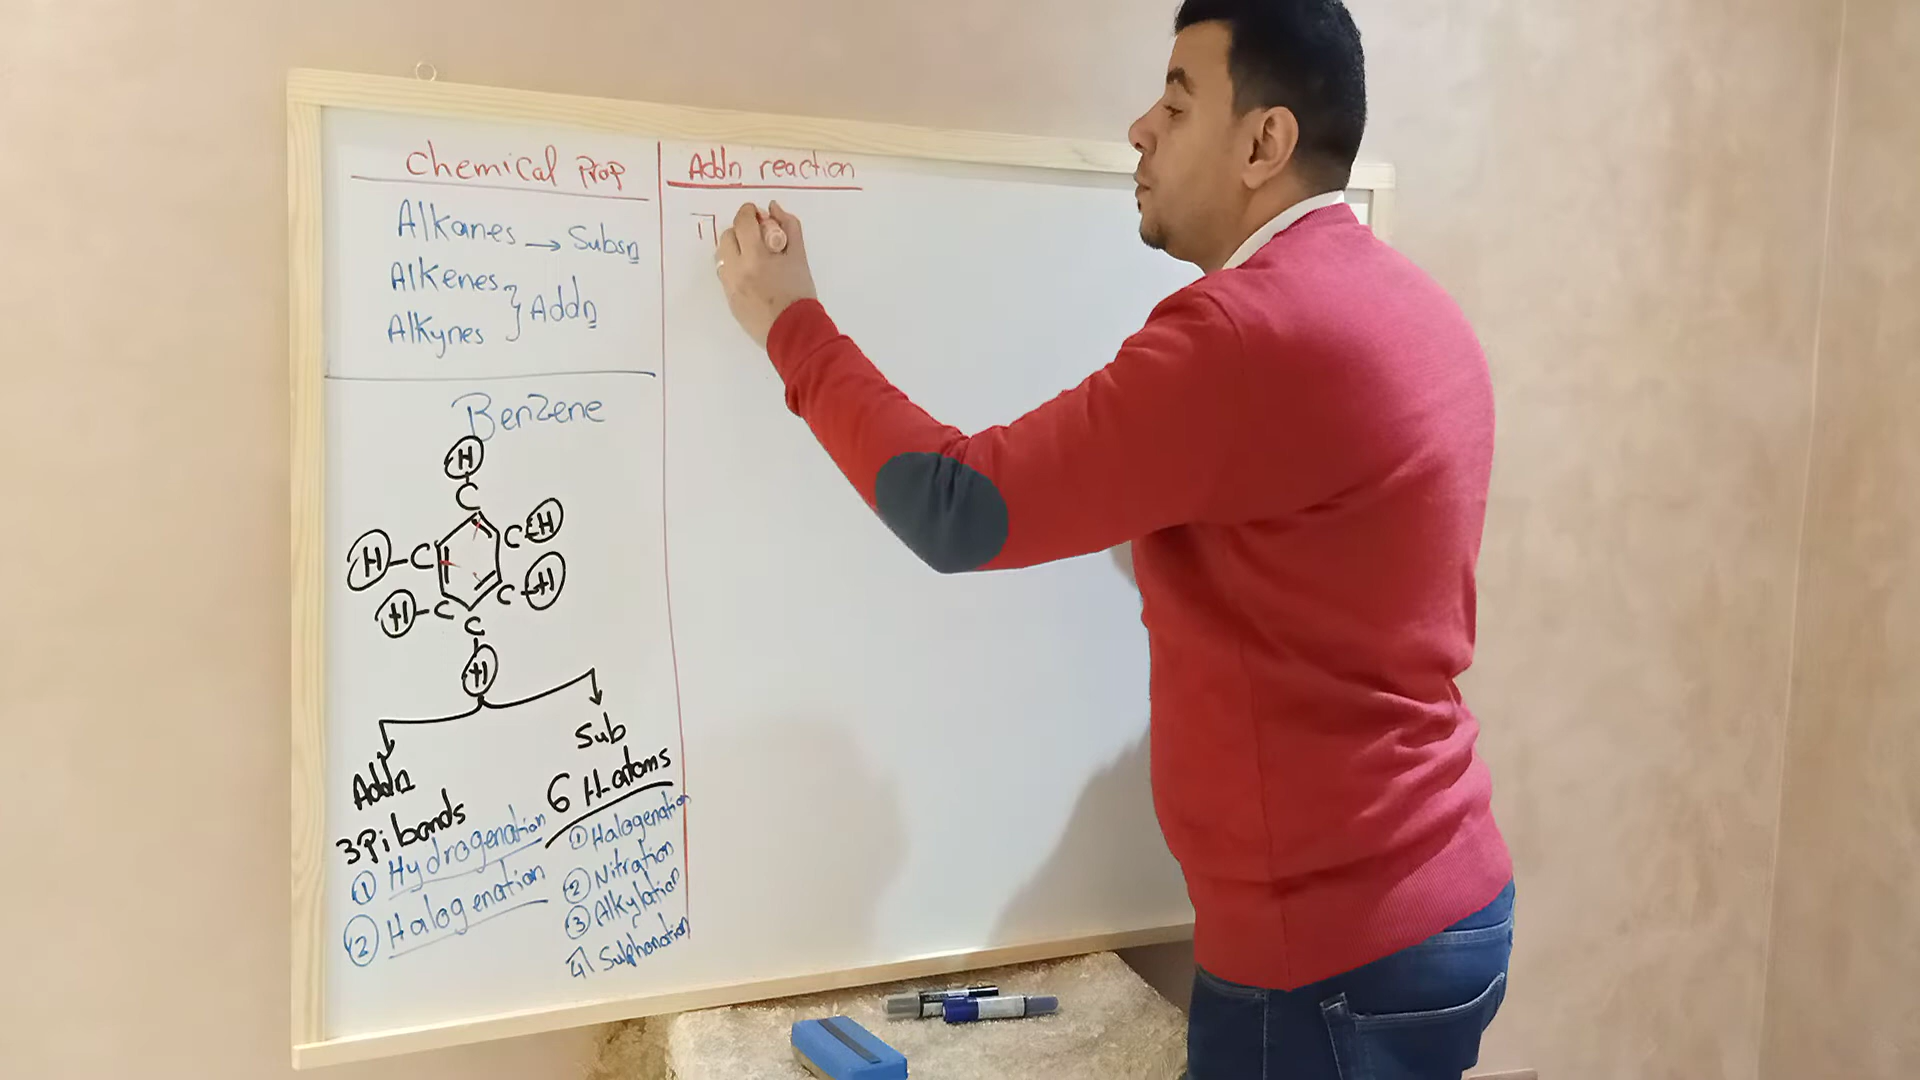 Chemical Prop
Alkanes → Subsn
Alkenes } Addn
Alkynes
Benzene
H
C
C H
H - C
C - H
H - C
C
H
Addn
3 Pi bonds
① Hydrogenation
② Halogenation
Sub
6 H atoms
① Halogenation
② Nitration
③ Alkylation
4 Sulphonation
Addn reaction